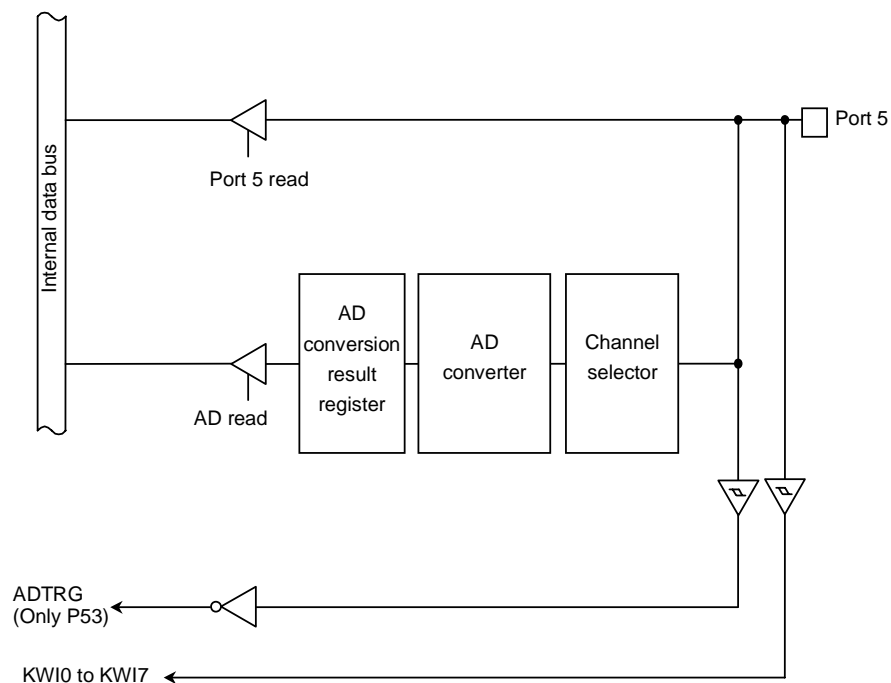 Port 5
Internal data bus
Port 5 read
AD
conversion
result
register
AD
converter
Channel
selector
AD read
ADTRG
(Only P53)
KWI0 to KWI7